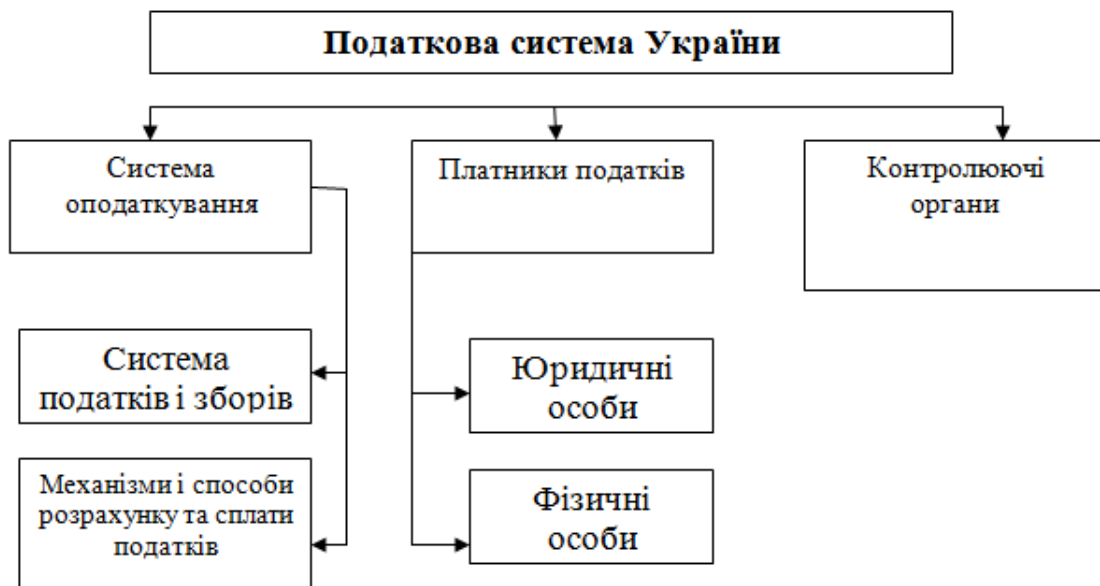 Податкова система України
Система
оподаткування
Платники податків
Контролюючі
органи
Система
податків і зборів
Юридичні
особи
Механізми і способи
розрахунку та сплати
податків
Фізичні
особи